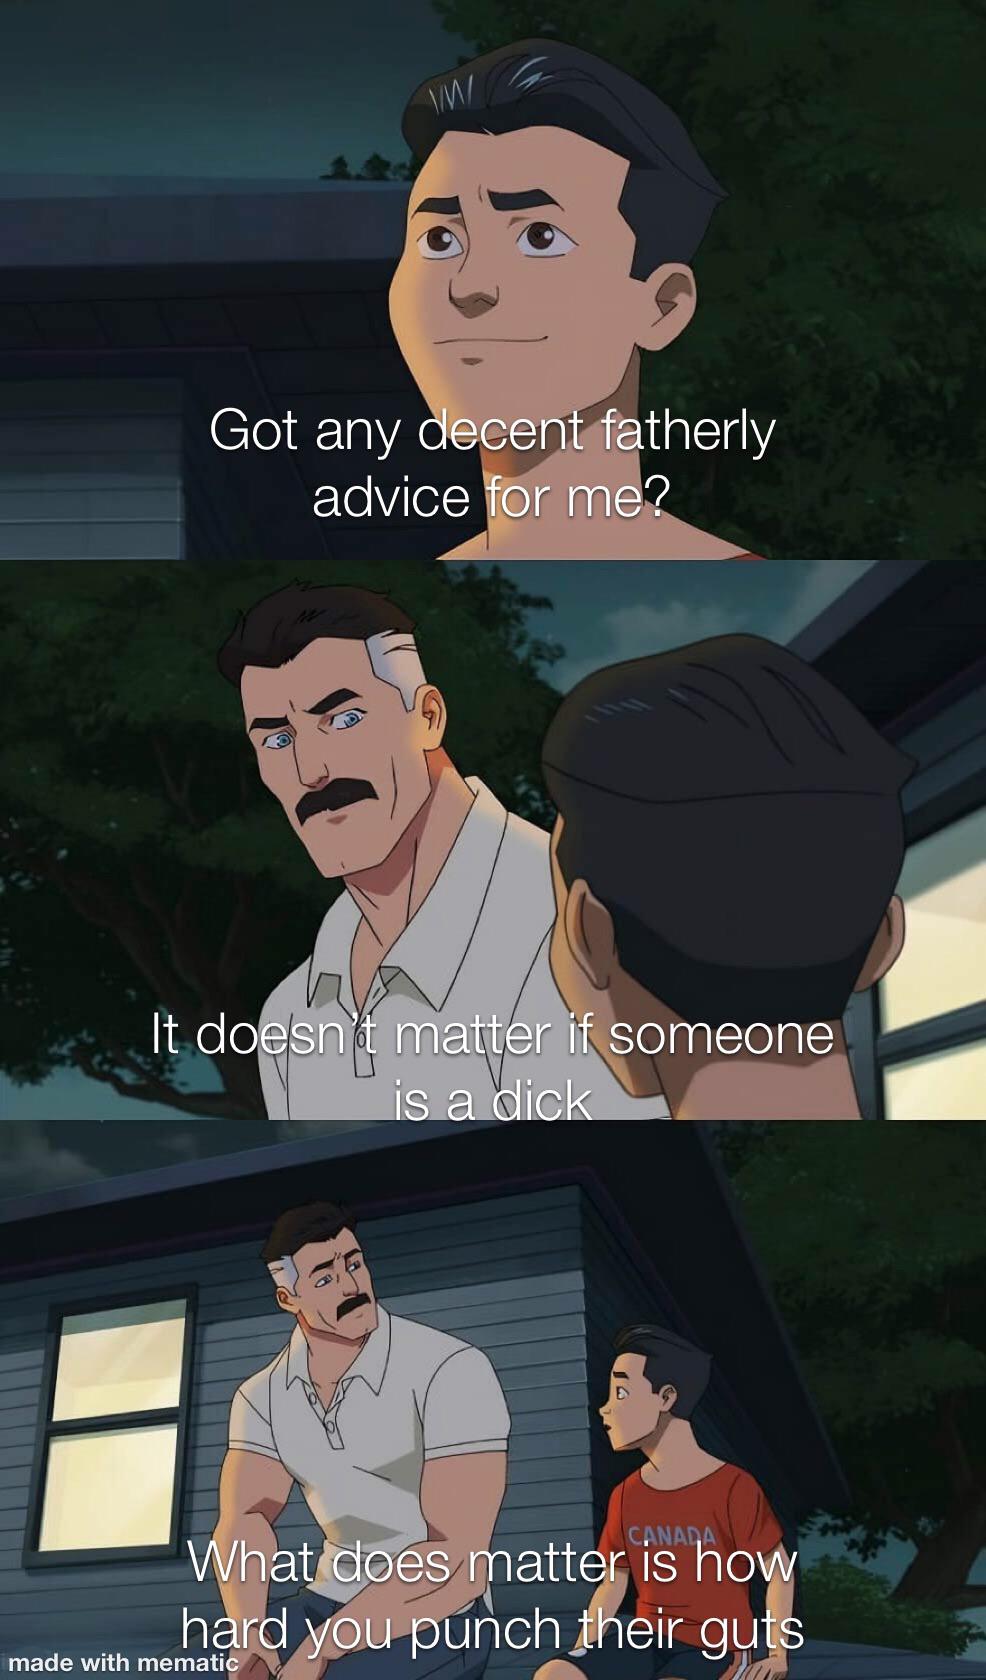 Got any decent fatherly
advice for me?
It doesn't matter if someone
is a dick
CANADA
What does matter is how
hard you punch their guts
made with mematic